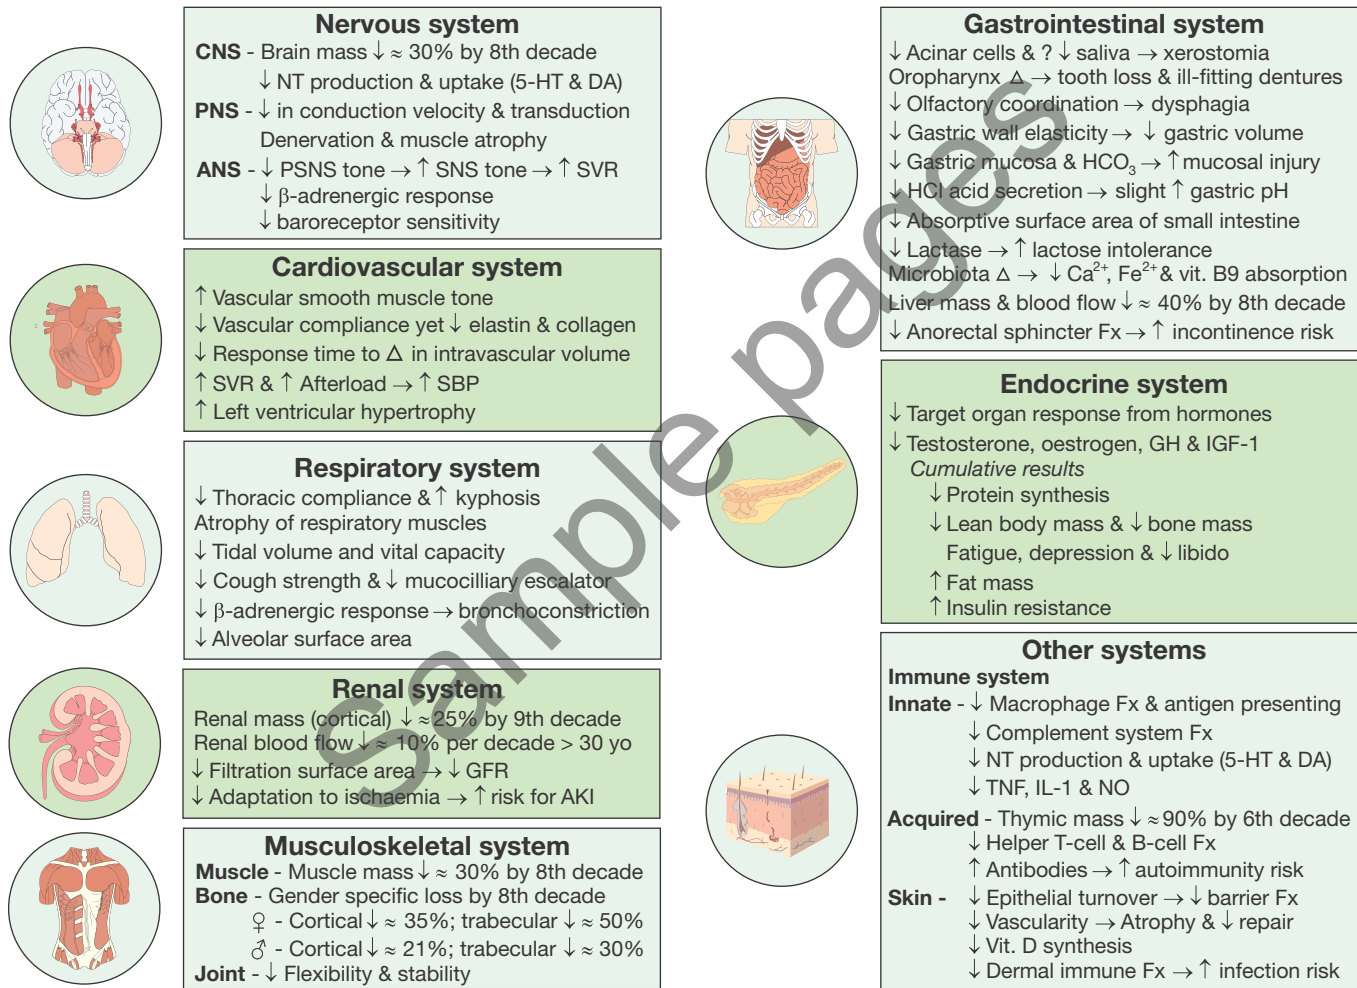 Nervous system
CNS - Brain mass ↓ ≈ 30% by 8th decade
↓ NT production & uptake (5-HT & DA)
PNS - ↓ in conduction velocity & transduction
Denervation & muscle atrophy
ANS - ↓ PSNS tone → ↑ SNS tone → ↑ SVR
↓ β-adrenergic response
↓ baroreceptor sensitivity
Cardiovascular system
↑ Vascular smooth muscle tone
↓ Vascular compliance yet ↓ elastin & collagen
↓ Response time to Δ in intravascular volume
↑ SVR & ↑ Afterload → ↑ SBP
↑ Left ventricular hypertrophy
Respiratory system
↓ Thoracic compliance & ↑ kyphosis
Atrophy of respiratory muscles
↓ Tidal volume and vital capacity
↓ Cough strength & ↓ mucocilliary escalator
↓ β-adrenergic response → bronchoconstriction
↓ Alveolar surface area
Renal system
Renal mass (cortical) ↓ ≈ 25% by 9th decade
Renal blood flow ↓ ≈ 10% per decade > 30 yo
↓ Filtration surface area → ↓ GFR
↓ Adaptation to ischaemia → ↑ risk for AKI
Musculoskeletal system
Muscle - Muscle mass ↓ ≈ 30% by 8th decade
Bone - Gender specific loss by 8th decade
♀ - Cortical ↓ ≈ 35%; trabecular ↓ ≈ 50%
♂ - Cortical ↓ ≈ 21%; trabecular ↓ ≈ 30%
Joint - ↓ Flexibility & stability
Gastrointestinal system
↓ Acinar cells & ? ↓ saliva → xerostomia
Oropharynx Δ → tooth loss & ill-fitting dentures
↓ Olfactory coordination → dysphagia
↓ Gastric wall elasticity → ↓ gastric volume
↓ Gastric mucosa & HCO₃ → ↑ mucosal injury
↓ HCl acid secretion → slight ↑ gastric pH
↓ Absorptive surface area of small intestine
↓ Lactase → ↑ lactose intolerance
Microbiota Δ → ↓ Ca²⁺, Fe²⁺ & vit. B9 absorption
Liver mass & blood flow ↓ ≈ 40% by 8th decade
↓ Anorectal sphincter Fx → ↑ incontinence risk
Endocrine system
↓ Target organ response from hormones
↓ Testosterone, oestrogen, GH & IGF-1
Cumulative results
↓ Protein synthesis
↓ Lean body mass & ↓ bone mass
Fatigue, depression & ↓ libido
↑ Fat mass
↑ Insulin resistance
Other systems
Immune system
Innate - ↓ Macrophage Fx & antigen presenting
↓ Complement system Fx
↓ NT production & uptake (5-HT & DA)
↓ TNF, IL-1 & NO
Acquired - Thymic mass ↓ ≈ 90% by 6th decade
↓ Helper T-cell & B-cell Fx
↑ Antibodies → ↑ autoimmunity risk
Skin - ↓ Epithelial turnover → ↓ barrier Fx
↓ Vascularity → Atrophy & ↓ repair
↓ Vit. D synthesis
↓ Dermal immune Fx → ↑ infection risk
Sample pages